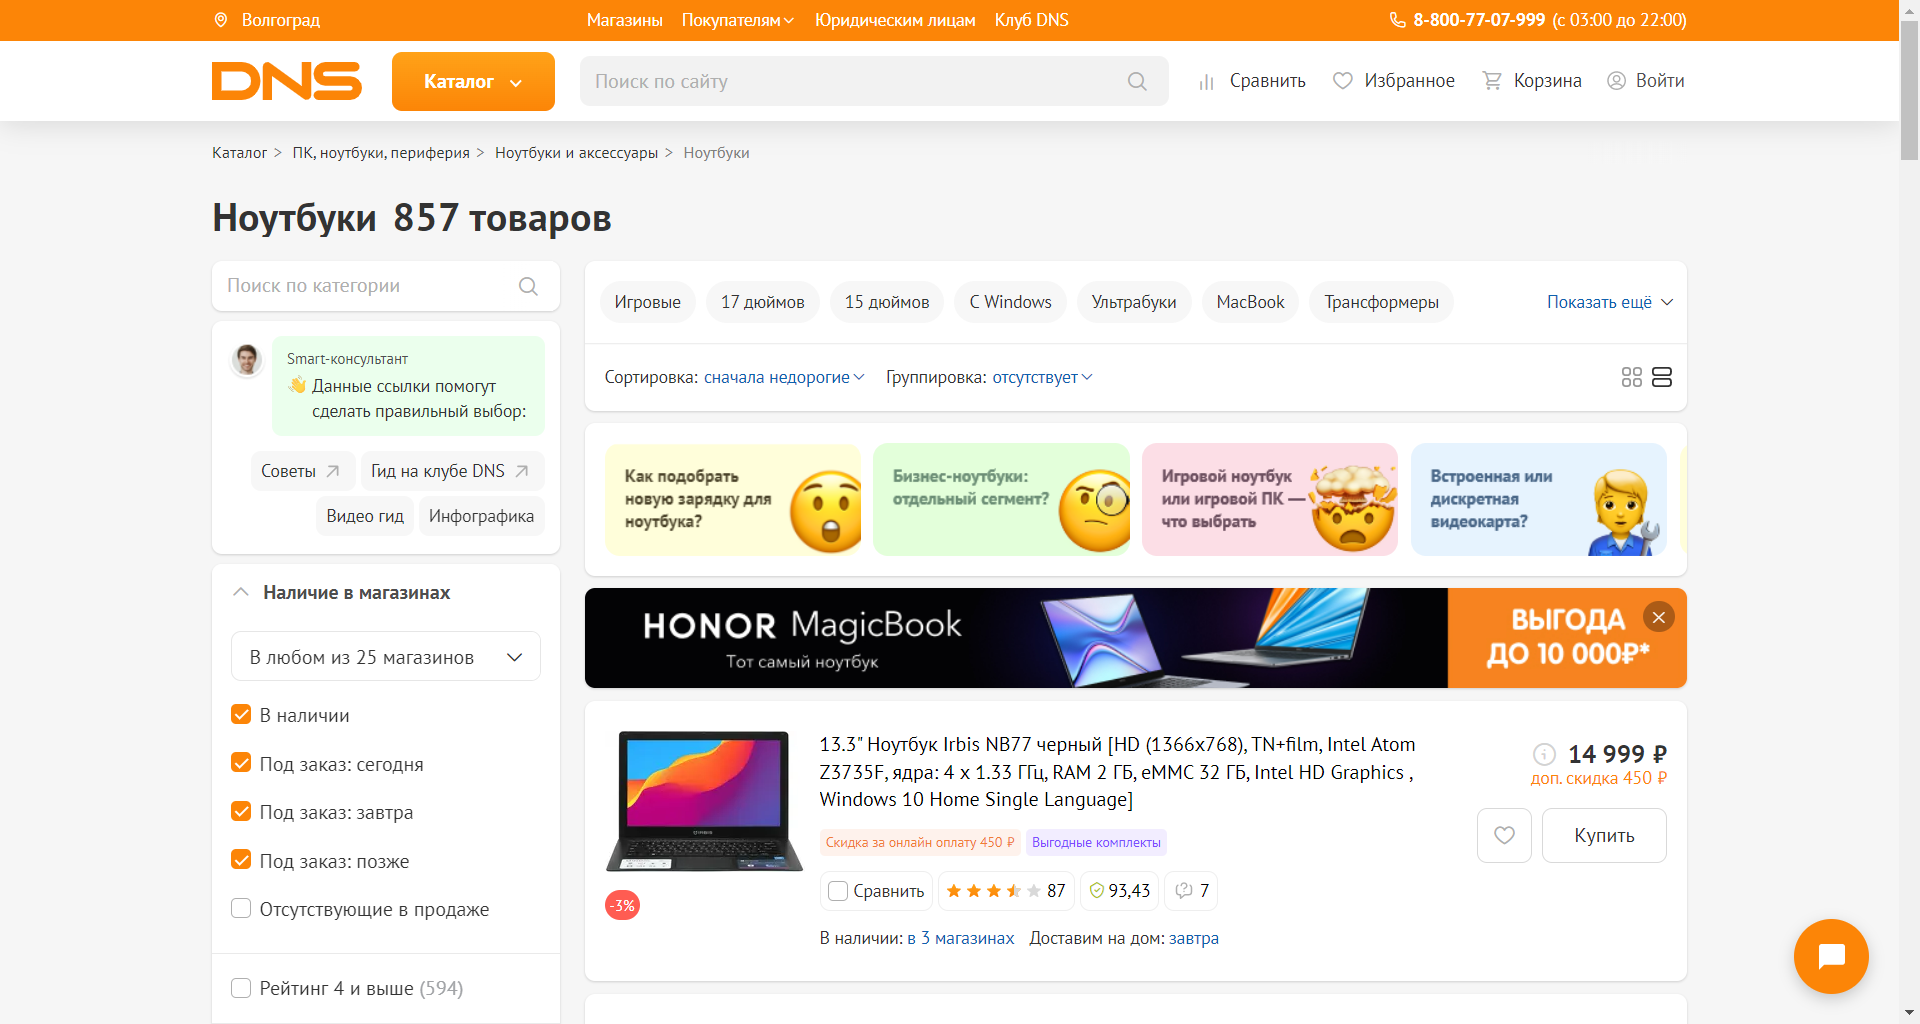 Волгоград
Магазины Покупателям Юридическим лицам Клуб DNS
8-800-77-07-999 (с 03:00 до 22:00)
DNS
Каталог
Поиск по сайту
Сравнить
Избранное
Корзина
Войти
Каталог > ПК, ноутбуки, периферия > Ноутбуки и аксессуары > Ноутбуки
Ноутбуки 857 товаров
Поиск по категории
Smart-консультант
Данные ссылки помогут
сделать правильный выбор:
Советы
Гид на клубе DNS
Видео гид
Инфографика
Наличие в магазинах
В любом из 25 магазинов
В наличии
Под заказ: сегодня
Под заказ: завтра
Под заказ: позже
Отсутствующие в продаже
Рейтинг 4 и выше (594)
Игровые
17 дюймов
15 дюймов
С Windows
Ультрабуки
MacBook
Трансформеры
Показать ещё
Сортировка: сначала недорогие
Группировка: отсутствует
Как подобрать
новую зарядку для
ноутбука?
Бизнес-ноутбуки:
отдельный сегмент?
Игровой ноутбук
или игровой ПК —
что выбрать
Встроенная или
дискретная
видеокарта?
HONOR MagicBook
Тот самый ноутбук
ВЫГОДА
ДО 10 000₽*
13.3" Ноутбук Irbis NB77 черный [HD (1366x768), TN+film, Intel Atom
Z3735F, ядра: 4 х 1.33 ГГц, RAM 2 ГБ, eMMC 32 ГБ, Intel HD Graphics ,
Windows 10 Home Single Language]
Скидка за онлайн оплату 450 ₽
Выгодные комплекты
Сравнить
87
93,43
7
-3%
В наличии: в 3 магазинах
Доставим на дом: завтра
14 999 ₽
доп. скидка 450 ₽
Купить